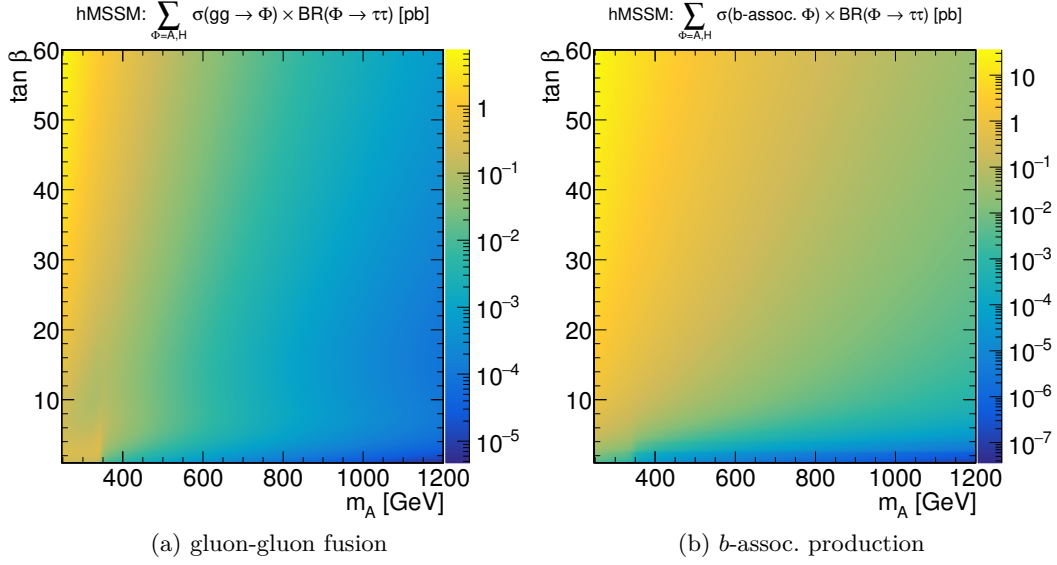 hMSSM: ∑ σ(gg → Φ) × BR(Φ → ττ) [pb]
Φ=A,H
tan β
60
50
40
30
20
10
400 600 800 1000 1200
m_A [GeV]
1
10⁻¹
10⁻²
10⁻³
10⁻⁴
10⁻⁵
(a) gluon-gluon fusion
hMSSM: ∑ σ(b-assoc. Φ) × BR(Φ → ττ) [pb]
Φ=A,H
tan β
60
50
40
30
20
10
400 600 800 1000 1200
m_A [GeV]
10
1
10⁻¹
10⁻²
10⁻³
10⁻⁴
10⁻⁵
10⁻⁶
10⁻⁷
(b) b-assoc. production